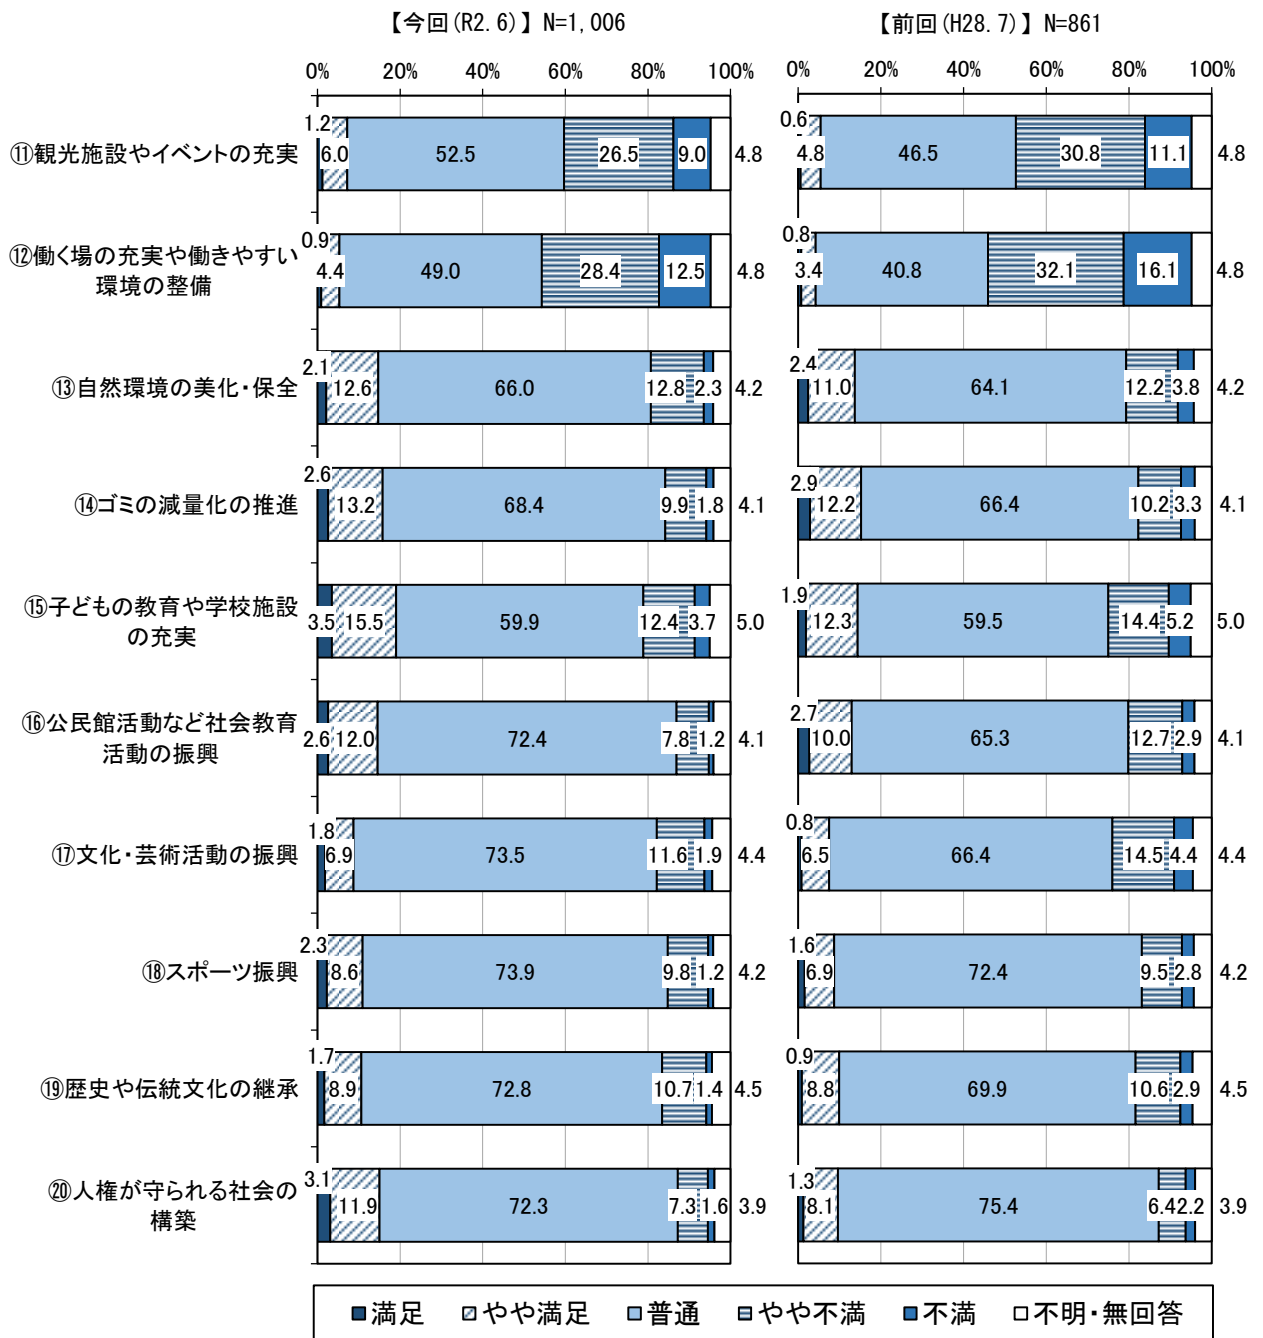 【今回(R2.6)】 N=1,006
【前回(H28.7)】 N=861
0% 20% 40% 60% 80% 100%
0% 20% 40% 60% 80% 100%
⑪観光施設やイベントの充実
1.2 6.0 52.5 26.5 9.0 4.8
0.6 4.8 46.5 30.8 11.1 4.8
⑫働く場の充実や働きやすい
環境の整備
0.9 4.4 49.0 28.4 12.5 4.8
0.8 3.4 40.8 32.1 16.1 4.8
⑬自然環境の美化・保全
2.1 12.6 66.0 12.8 2.3 4.2
2.4 11.0 64.1 12.2 3.8 4.2
⑭ゴミの減量化の推進
2.6 13.2 68.4 9.9 1.8 4.1
2.9 12.2 66.4 10.2 3.3 4.1
⑮子どもの教育や学校施設
の充実
3.5 15.5 59.9 12.4 3.7 5.0
1.9 12.3 59.5 14.4 5.2 5.0
⑯公民館活動など社会教育
活動の振興
2.6 12.0 72.4 7.8 1.2 4.1
2.7 10.0 65.3 12.7 2.9 4.1
⑰文化・芸術活動の振興
1.8 6.9 73.5 11.6 1.9 4.4
0.8 6.5 66.4 14.5 4.4 4.4
⑱スポーツ振興
2.3 8.6 73.9 9.8 1.2 4.2
1.6 6.9 72.4 9.5 2.8 4.2
⑲歴史や伝統文化の継承
1.7 8.9 72.8 10.7 1.4 4.5
0.9 8.8 69.9 10.6 2.9 4.5
⑳人権が守られる社会の
構築
3.1 11.9 72.3 7.3 1.6 3.9
1.3 8.1 75.4 6.4 2.2 3.9
満足 やや満足 普通 やや不満 不満 不明・無回答